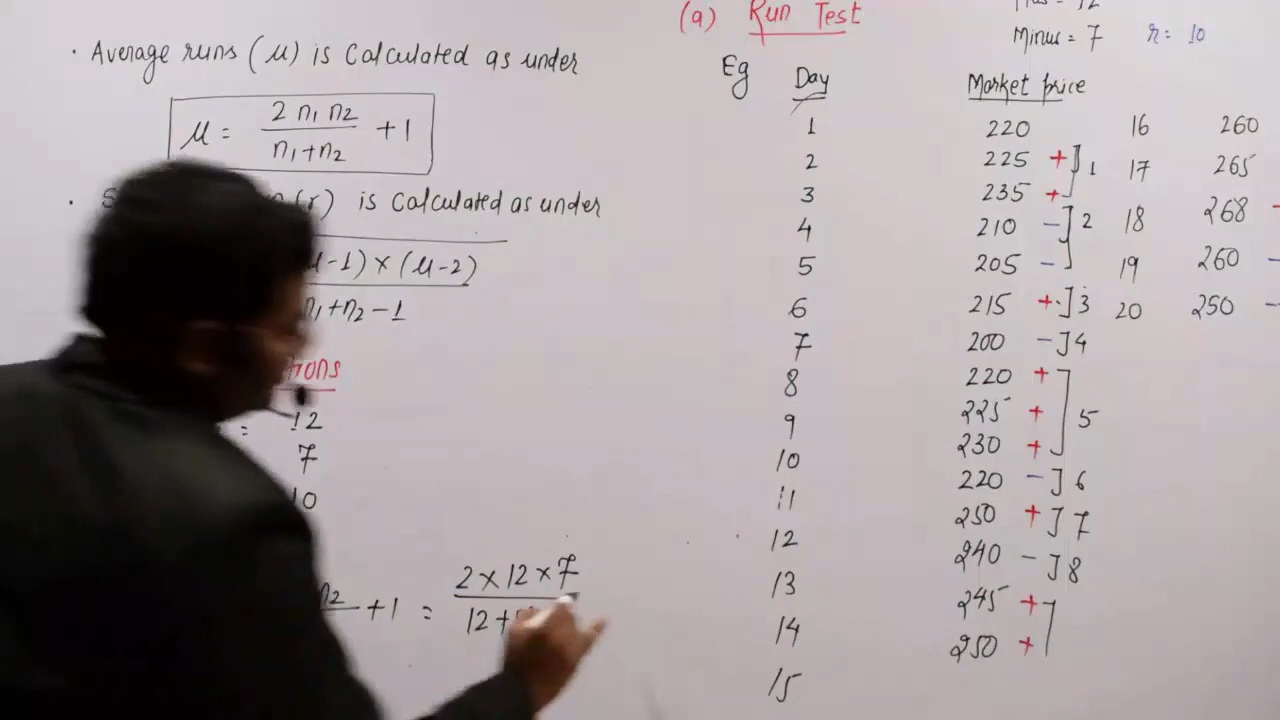 · Average runs (μ) is calculated as under
μ = 2 n₁ n₂ / n₁+n₂ + 1
(r) is calculated as under
-1) × (μ-2)
n₁+n₂ -1
= 12
7
10
n₂ + 1 = 2 × 12 × 7
12 +
(a) Run Test
Minus = 7 r = 10
Eg Day Market price
1 220 16 260
2 225 + ] 1 17 265
3 235 +
4 210 - ] 2 18 268
5 205 - 19 260 -
6 215 + ] 3 20 250 -
7 200 - ] 4
8 220 +
9 225 + ] 5
10 230 +
11 220 - ] 6
12 250 + ] 7
13 240 - ] 8
14 245 +
15 250 +